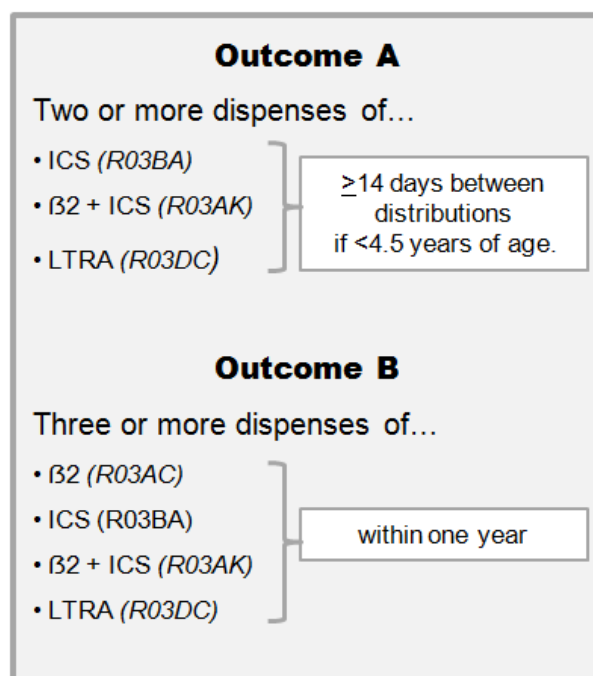 Outcome A
Two or more dispenses of…
• ICS (R03BA)
• ß2 + ICS (R03AK)
• LTRA (R03DC)
≥14 days between
distributions
if <4.5 years of age.
Outcome B
Three or more dispenses of…
• ß2 (R03AC)
• ICS (R03BA)
• ß2 + ICS (R03AK)
• LTRA (R03DC)
within one year